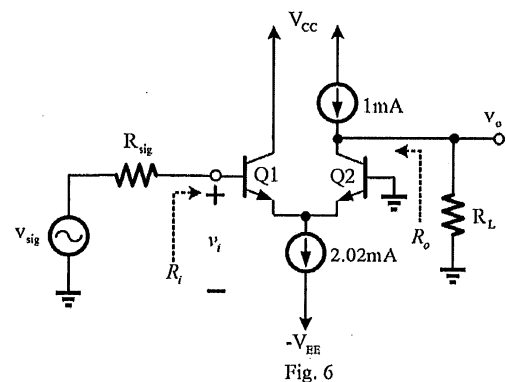 V_CC
1mA
v_o
R_sig
Q1
Q2
+
v_sig
R_i
v_i
R_o
R_L
2.02mA
−
-V_EE
Fig. 6